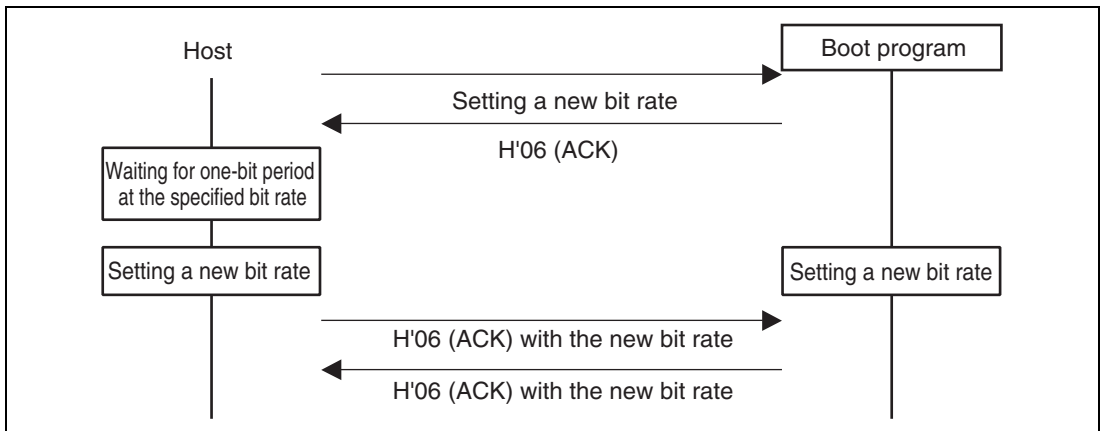 Host
Boot program
Setting a new bit rate
H'06 (ACK)
Waiting for one-bit period
at the specified bit rate
Setting a new bit rate
Setting a new bit rate
H'06 (ACK) with the new bit rate
H'06 (ACK) with the new bit rate